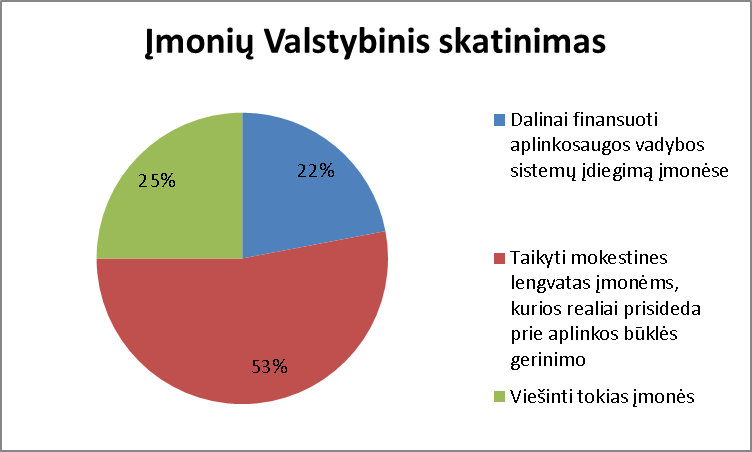 Įmonių Valstybinis skatinimas
22%
25%
53%
Dalinai finansuoti
aplinkosaugos vadybos
sistemų įdiegimą įmonėse
Taikyti mokestines
lengvatas įmonėms,
kurios realiai prisideda
prie aplinkos būklės
gerinimo
Viešinti tokias įmonės